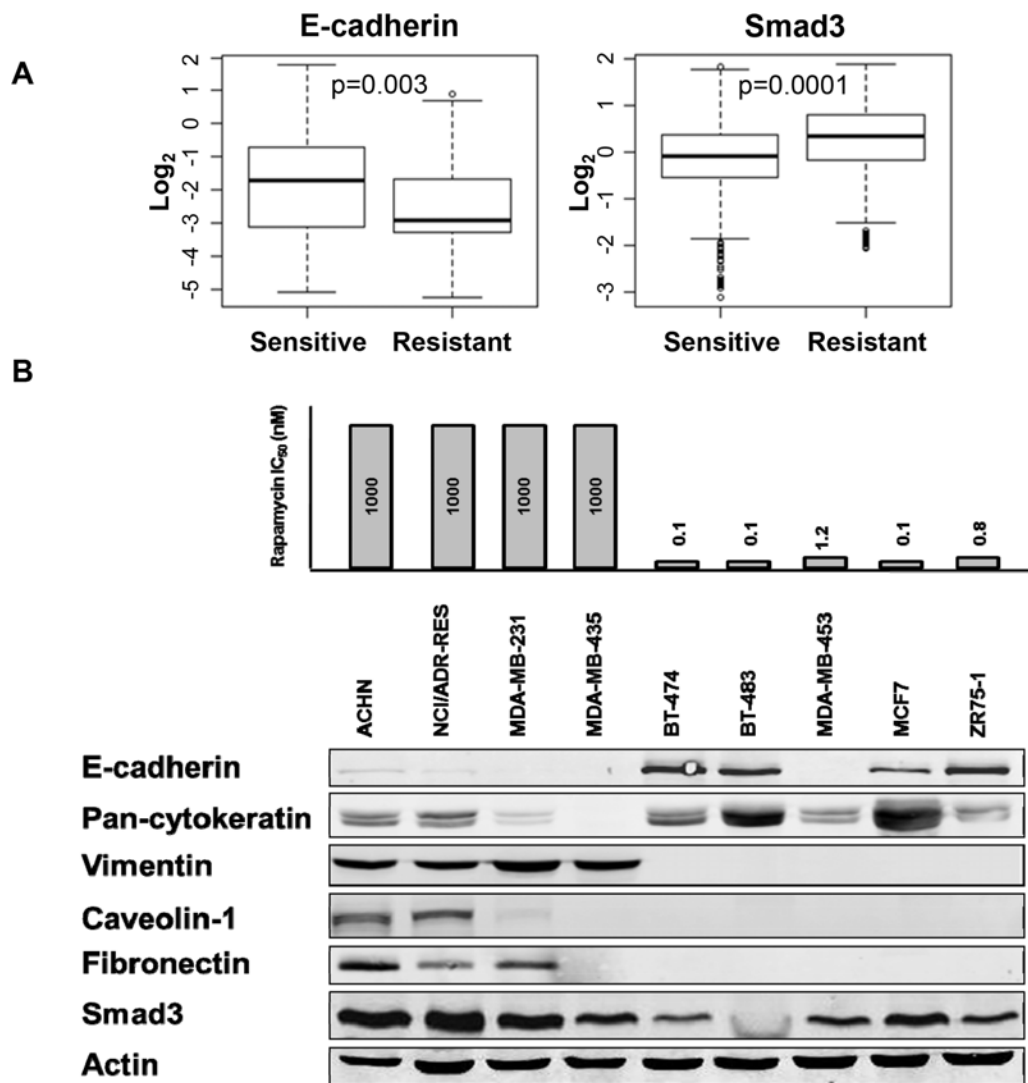 A
E-cadherin
Smad3
p=0.003
p=0.0001
Log2
2
1
0
-1
-2
-3
-4
-5
Log2
2
1
0
-1
-2
-3
Sensitive Resistant
Sensitive Resistant
B
Rapamycin IC50 (nM)
1000
1000
1000
1000
0.1
0.1
1.2
0.1
0.8
ACHN
NCI/ADR-RES
MDA-MB-231
MDA-MB-435
BT-474
BT-483
MDA-MB-453
MCF7
ZR75-1
E-cadherin
Pan-cytokeratin
Vimentin
Caveolin-1
Fibronectin
Smad3
Actin